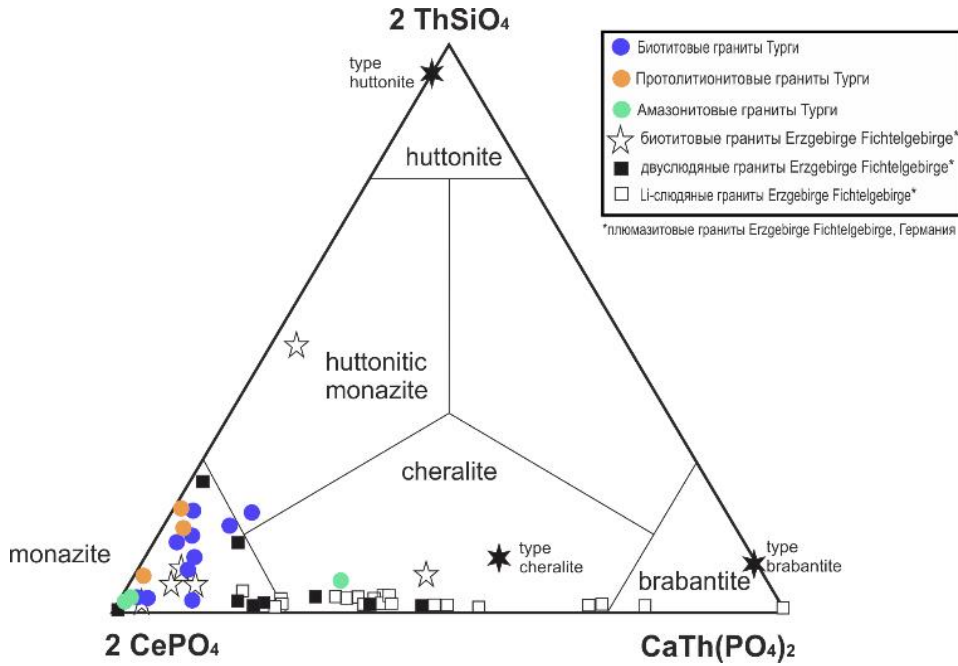 2 ThSiO₄
type
huttonite
huttonite
Биотитовые граниты Турги
Протолитионитовые граниты Турги
Амазонитовые граниты Турги
биотитовые граниты Erzgebirge Fichtelgebirge*
двуслюдяные граниты Erzgebirge Fichtelgebirge*
Li-слюдяные граниты Erzgebirge Fichtelgebirge*
*плюмазитовые граниты Erzgebirge Fichtelgebirge, Германия
huttonitic
monazite
cheralite
monazite
type
cheralite
type
brabantite
brabantite
2 CePO₄
CaTh(PO₄)₂